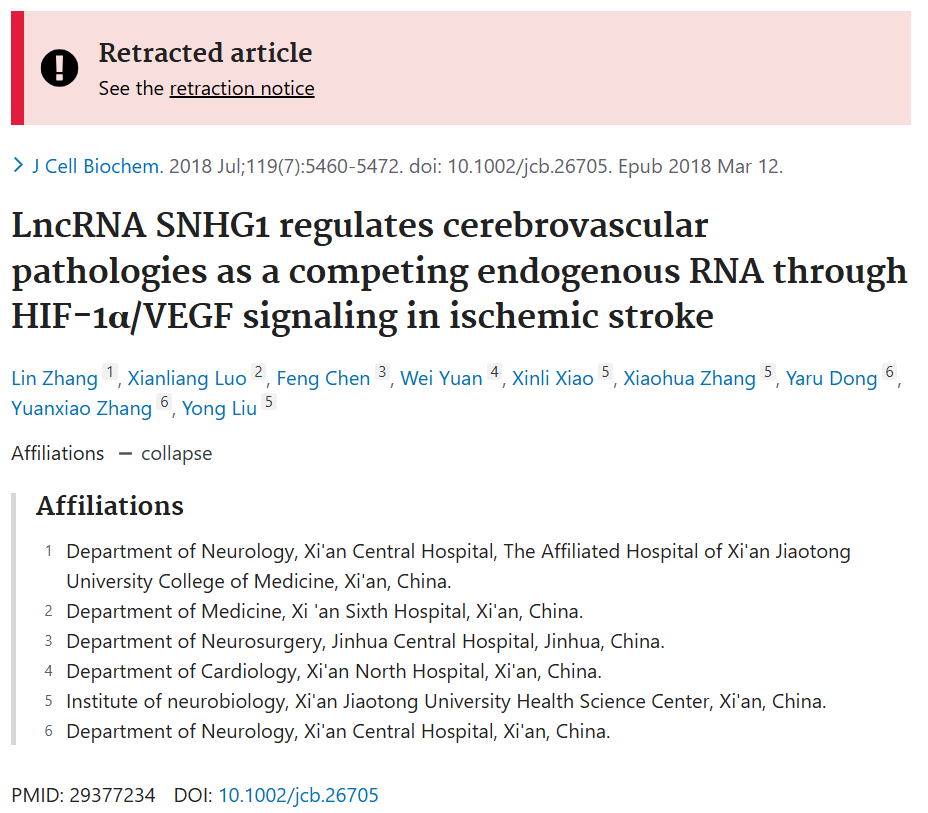 Retracted article
See the retraction notice
J Cell Biochem. 2018 Jul;119(7):5460-5472. doi: 10.1002/jcb.26705. Epub 2018 Mar 12.
LncRNA SNHG1 regulates cerebrovascular
pathologies as a competing endogenous RNA through
HIF-1α/VEGF signaling in ischemic stroke
Lin Zhang 1, Xianliang Luo 2, Feng Chen 3, Wei Yuan 4, Xinli Xiao 5, Xiaohua Zhang 5, Yaru Dong 6,
Yuanxiao Zhang 6, Yong Liu 5
Affiliations — collapse
Affiliations
1 Department of Neurology, Xi'an Central Hospital, The Affiliated Hospital of Xi'an Jiaotong
University College of Medicine, Xi'an, China.
2 Department of Medicine, Xi 'an Sixth Hospital, Xi'an, China.
3 Department of Neurosurgery, Jinhua Central Hospital, Jinhua, China.
4 Department of Cardiology, Xi'an North Hospital, Xi'an, China.
5 Institute of neurobiology, Xi'an Jiaotong University Health Science Center, Xi'an, China.
6 Department of Neurology, Xi'an Central Hospital, Xi'an, China.
PMID: 29377234 DOI: 10.1002/jcb.26705